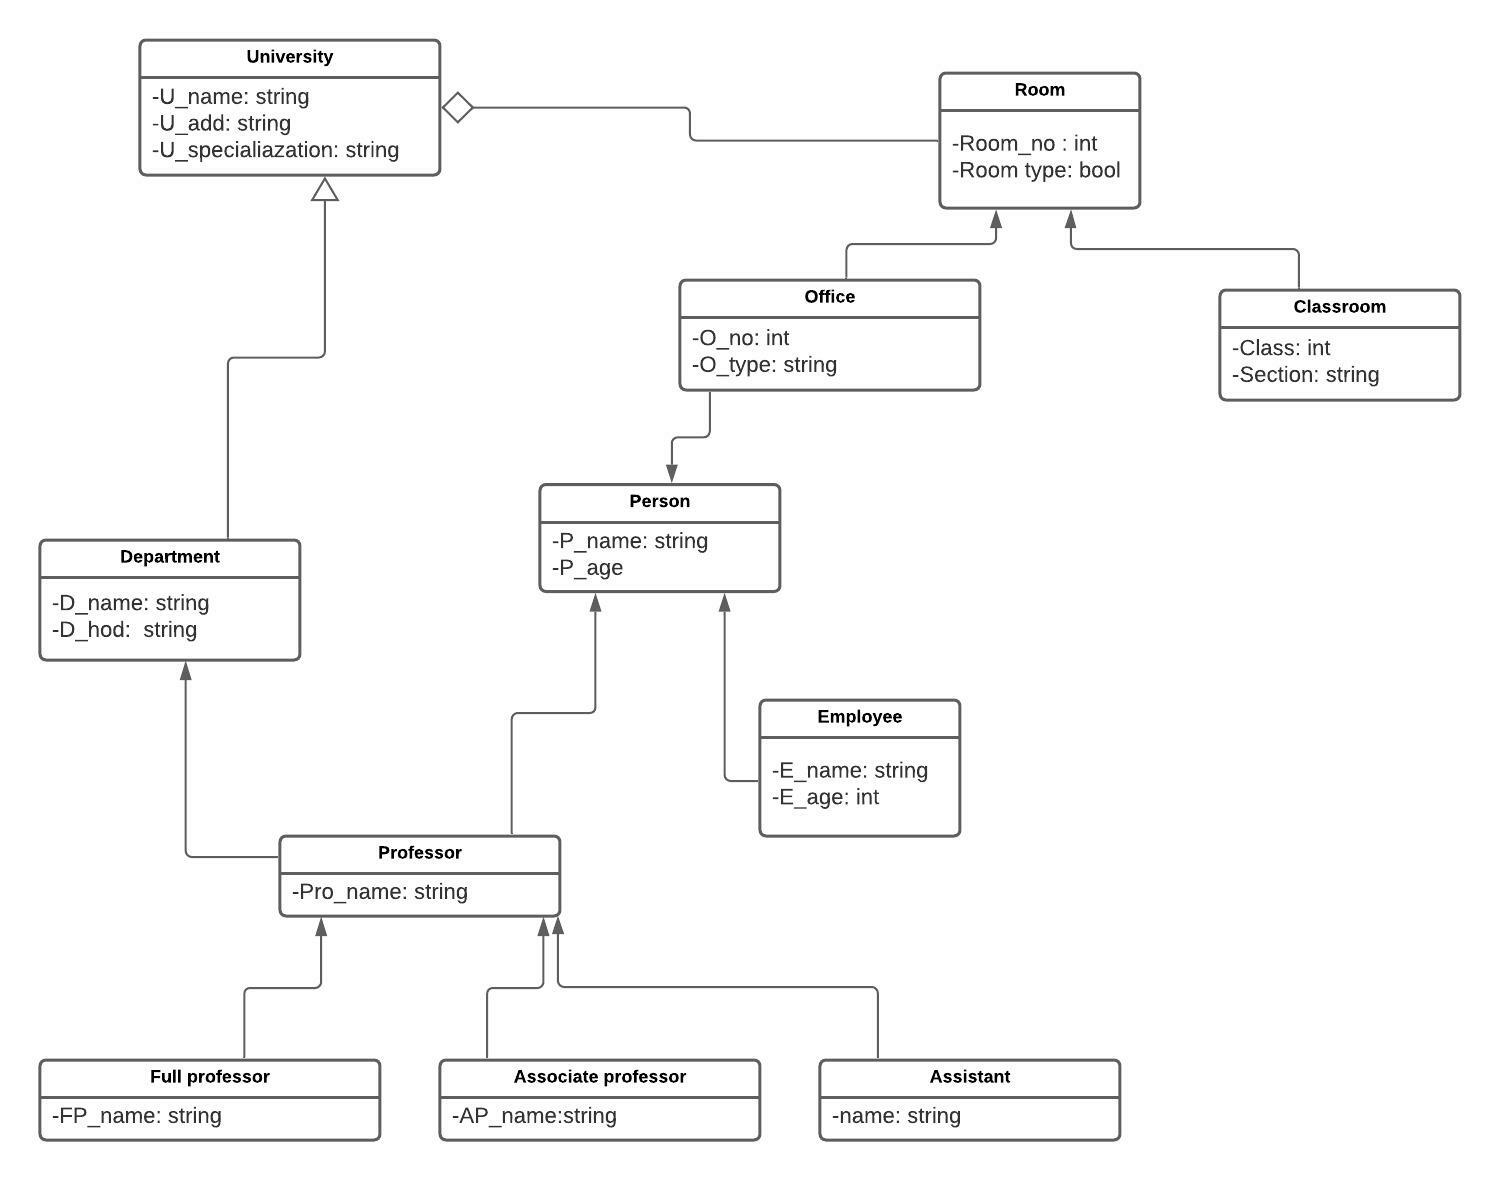 University
-U_name: string
-U_add: string
-U_specialiazation: string
Room
-Room_no : int
-Room type: bool
Office
-O_no: int
-O_type: string
Classroom
-Class: int
-Section: string
Person
-P_name: string
-P_age
Department
-D_name: string
-D_hod:  string
Employee
-E_name: string
-E_age: int
Professor
-Pro_name: string
Full professor
-FP_name: string
Associate professor
-AP_name:string
Assistant
-name: string